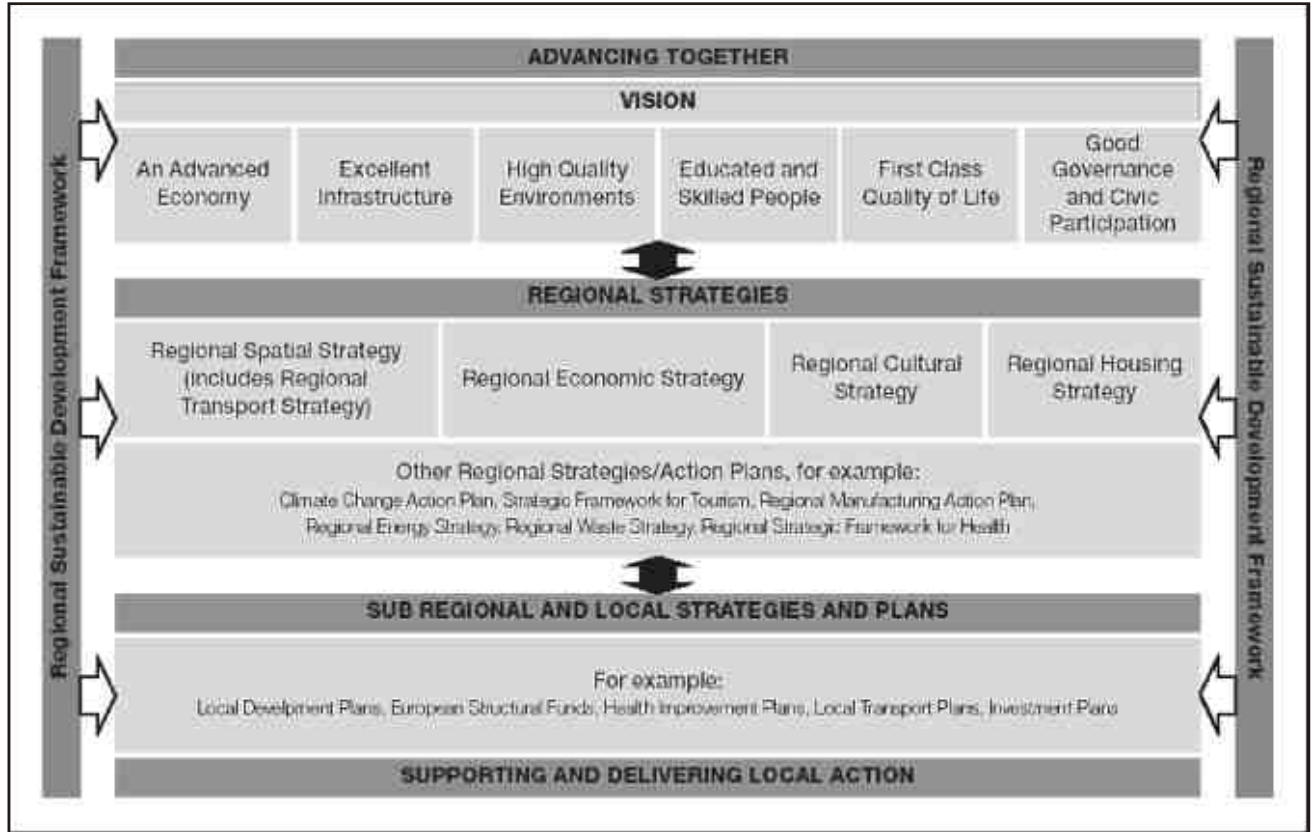 ADVANCING TOGETHER
VISION
An Advanced
Economy
Excellent
Infrastructure
High Quality
Environments
Educated and
Skilled People
First Class
Quality of Life
Good
Governance
and Civic
Participation
REGIONAL STRATEGIES
Regional Spatial Strategy
(includes Regional
Transport Strategy)
Regional Economic Strategy
Regional Cultural
Strategy
Regional Housing
Strategy
Other Regional Strategies/Action Plans, for example:
Climate Change Action Plan, Strategic Framework for Tourism, Regional Manufacturing Action Plan,
Regional Energy Strategy, Regional Waste Strategy, Regional Strategic Framework for Health
SUB REGIONAL AND LOCAL STRATEGIES AND PLANS
For example:
Local Develpment Plans, European Structural Funds, Health Improvement Plans, Local Transport Plans, Investment Plans
SUPPORTING AND DELIVERING LOCAL ACTION
Regional Sustainable Development Framework
Regional Sustainable Development Framework